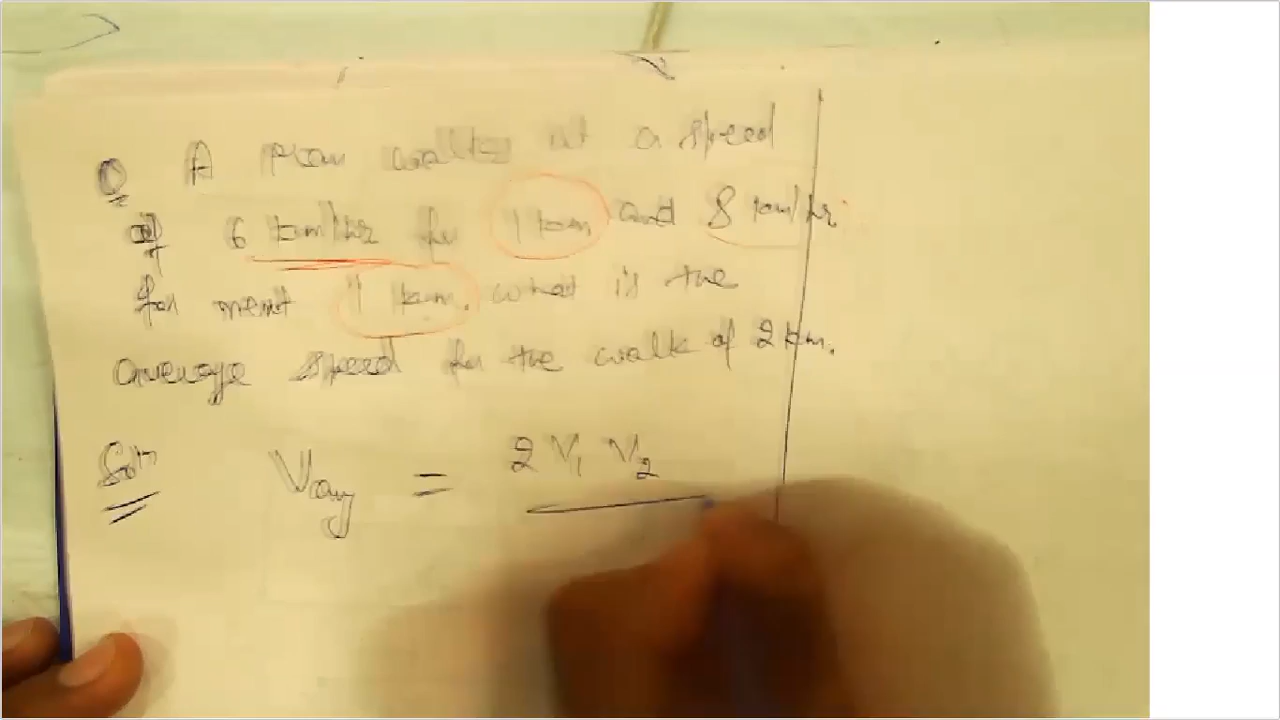 Q A man walks at a speed
of 6 km/hr for 1 km and 8 km/hr
for next 1 km. what is the
average speed for the walk of 2 km.
Soln Vavg = 2 V1 V2